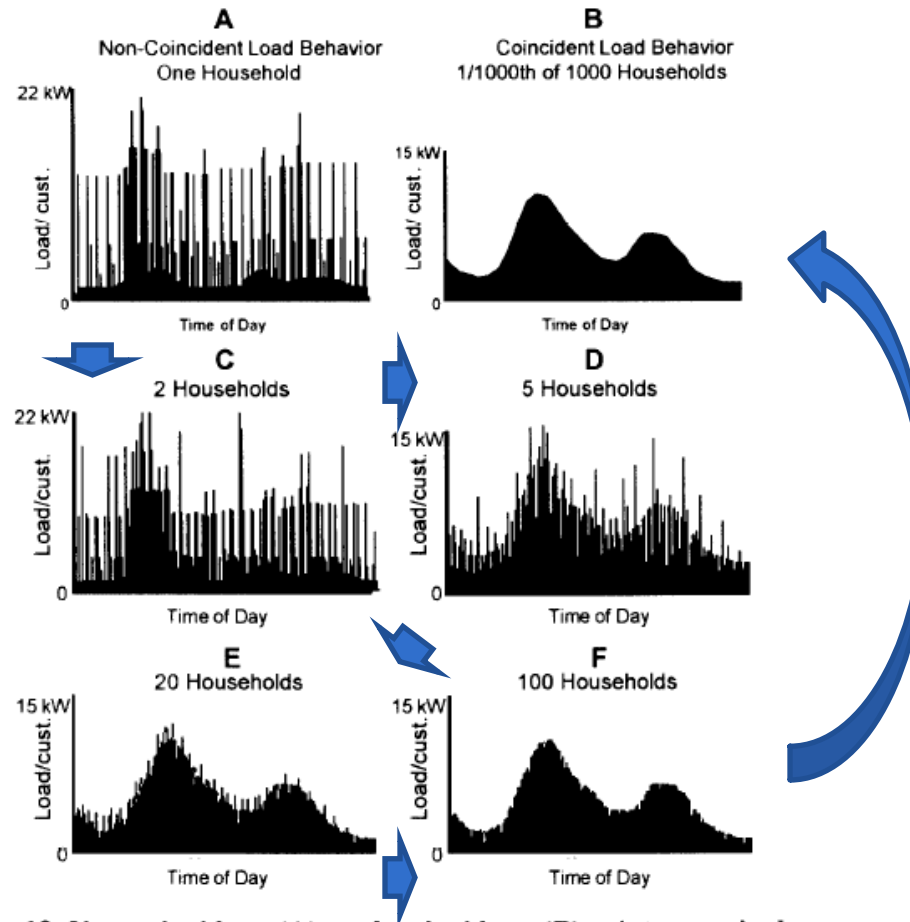 A
Non-Coincident Load Behavior
One Household
22 kW
Load/ cust.
0
Time of Day
B
Coincident Load Behavior
1/1000th of 1000 Households
15 kW
Load/ cust.
0
Time of Day
C
2 Households
22 kW
Load/cust.
0
Time of Day
D
5 Households
15 kW
Load/cust.
0
Time of Day
E
20 Households
15 kW
Load/cust.
0
Time of Day
F
100 Households
15 kW
Load/cust.
0
Time of Day